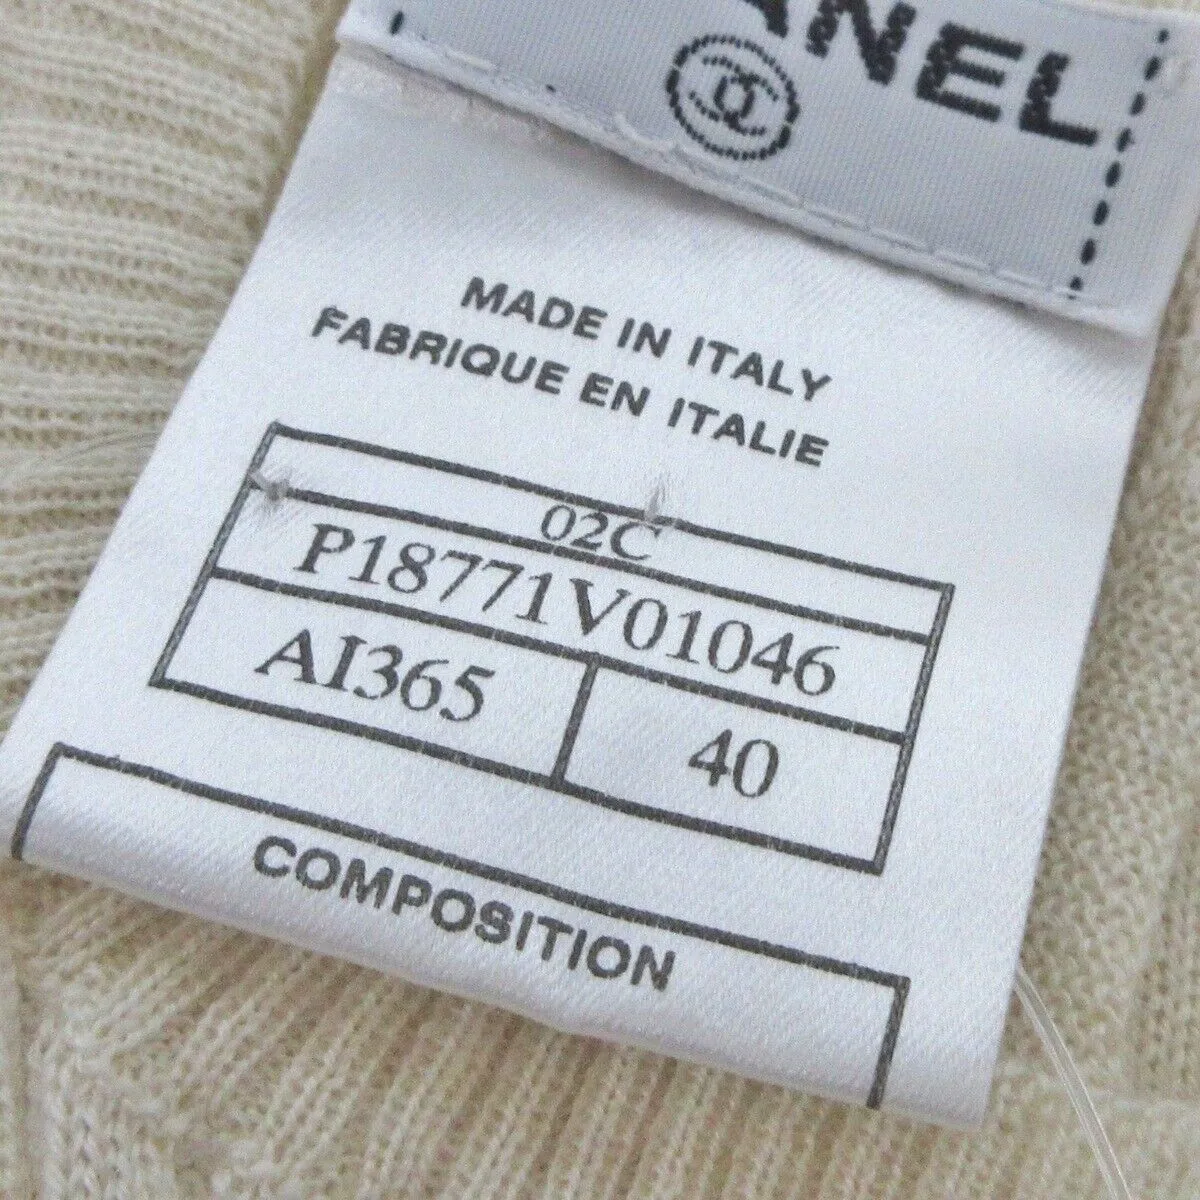 ANEL
MADE IN ITALY
FABRIQUE EN ITALIE
02C
P18771V01046
AI365
40
COMPOSITION